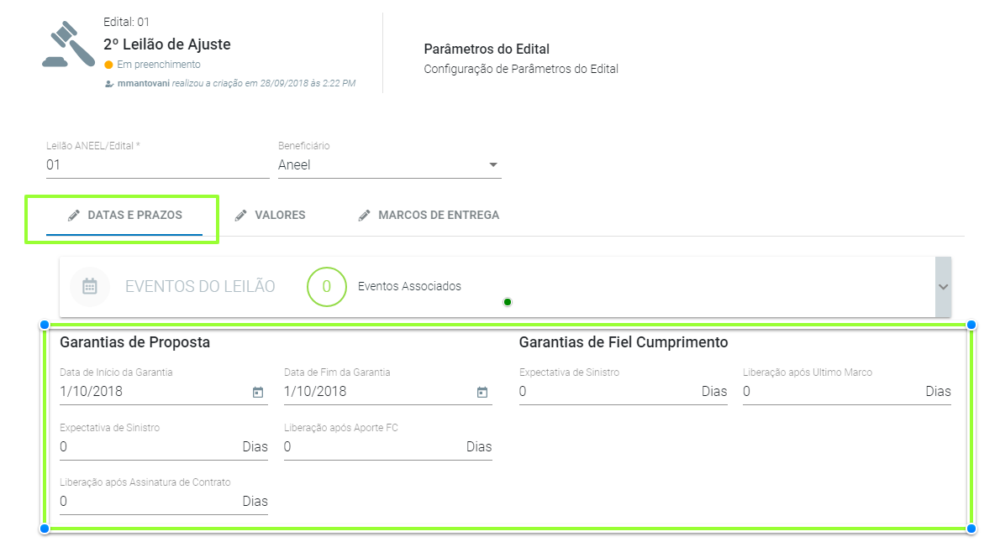 Edital: 01
2º Leilão de Ajuste
Em preenchimento
mmantovani realizou a criação em 28/09/2018 às 2:22 PM
Parâmetros do Edital
Configuração de Parâmetros do Edital
Leilão ANEEL/Edital *
01
Beneficiário
Aneel
DATAS E PRAZOS VALORES MARCOS DE ENTREGA
EVENTOS DO LEILÃO 0 Eventos Associados
Garantias de Proposta
Data de Início da Garantia Data de Fim da Garantia
1/10/2018 1/10/2018
Expectativa de Sinistro Liberação após Aporte FC
0 Dias 0 Dias
Liberação após Assinatura de Contrato
0 Dias
Garantias de Fiel Cumprimento
Expectativa de Sinistro Liberação após Ultimo Marco
0 Dias 0 Dias